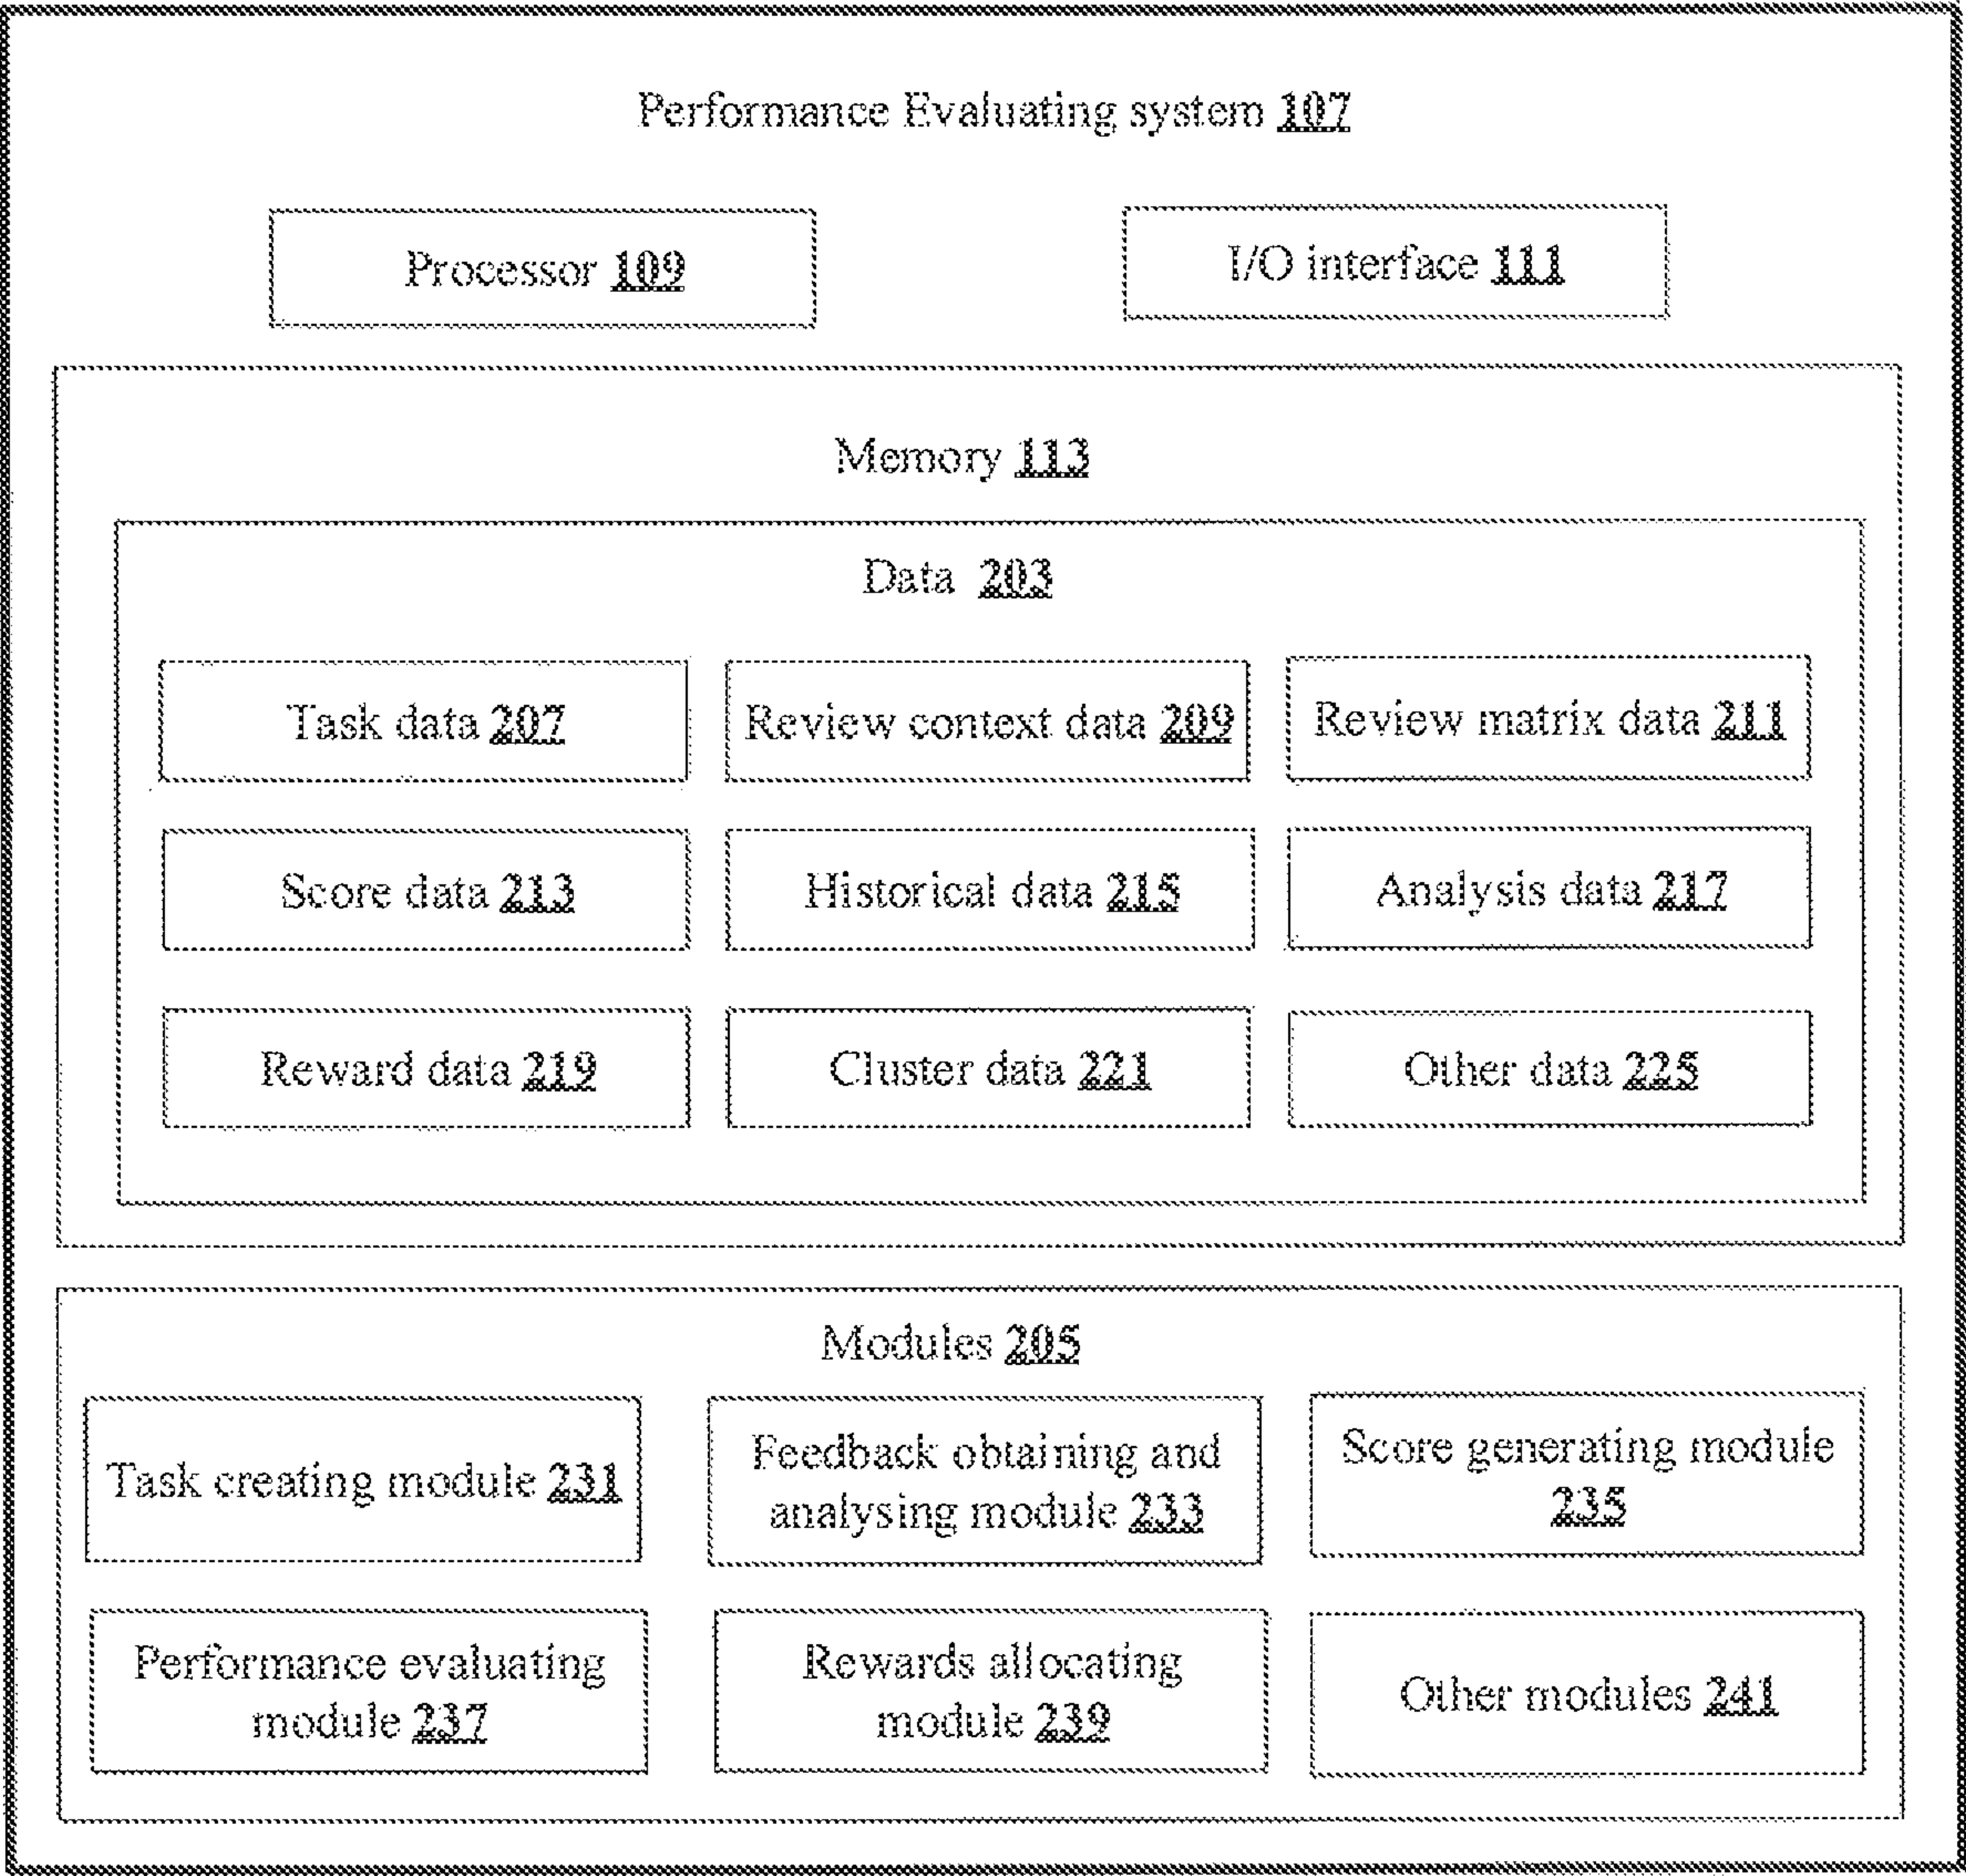 Performance Evaluating system 107
Processor 109
I/O interface 111
Memory 113
Data 203
Task data 207
Review context data 209
Review matrix data 211
Score data 213
Historical data 215
Analysis data 217
Reward data 219
Cluster data 221
Other data 225
Modules 205
Task creating module 231
Feedback obtaining and
analysing module 233
Score generating module
235
Performance evaluating
module 237
Rewards allocating
module 239
Other modules 241